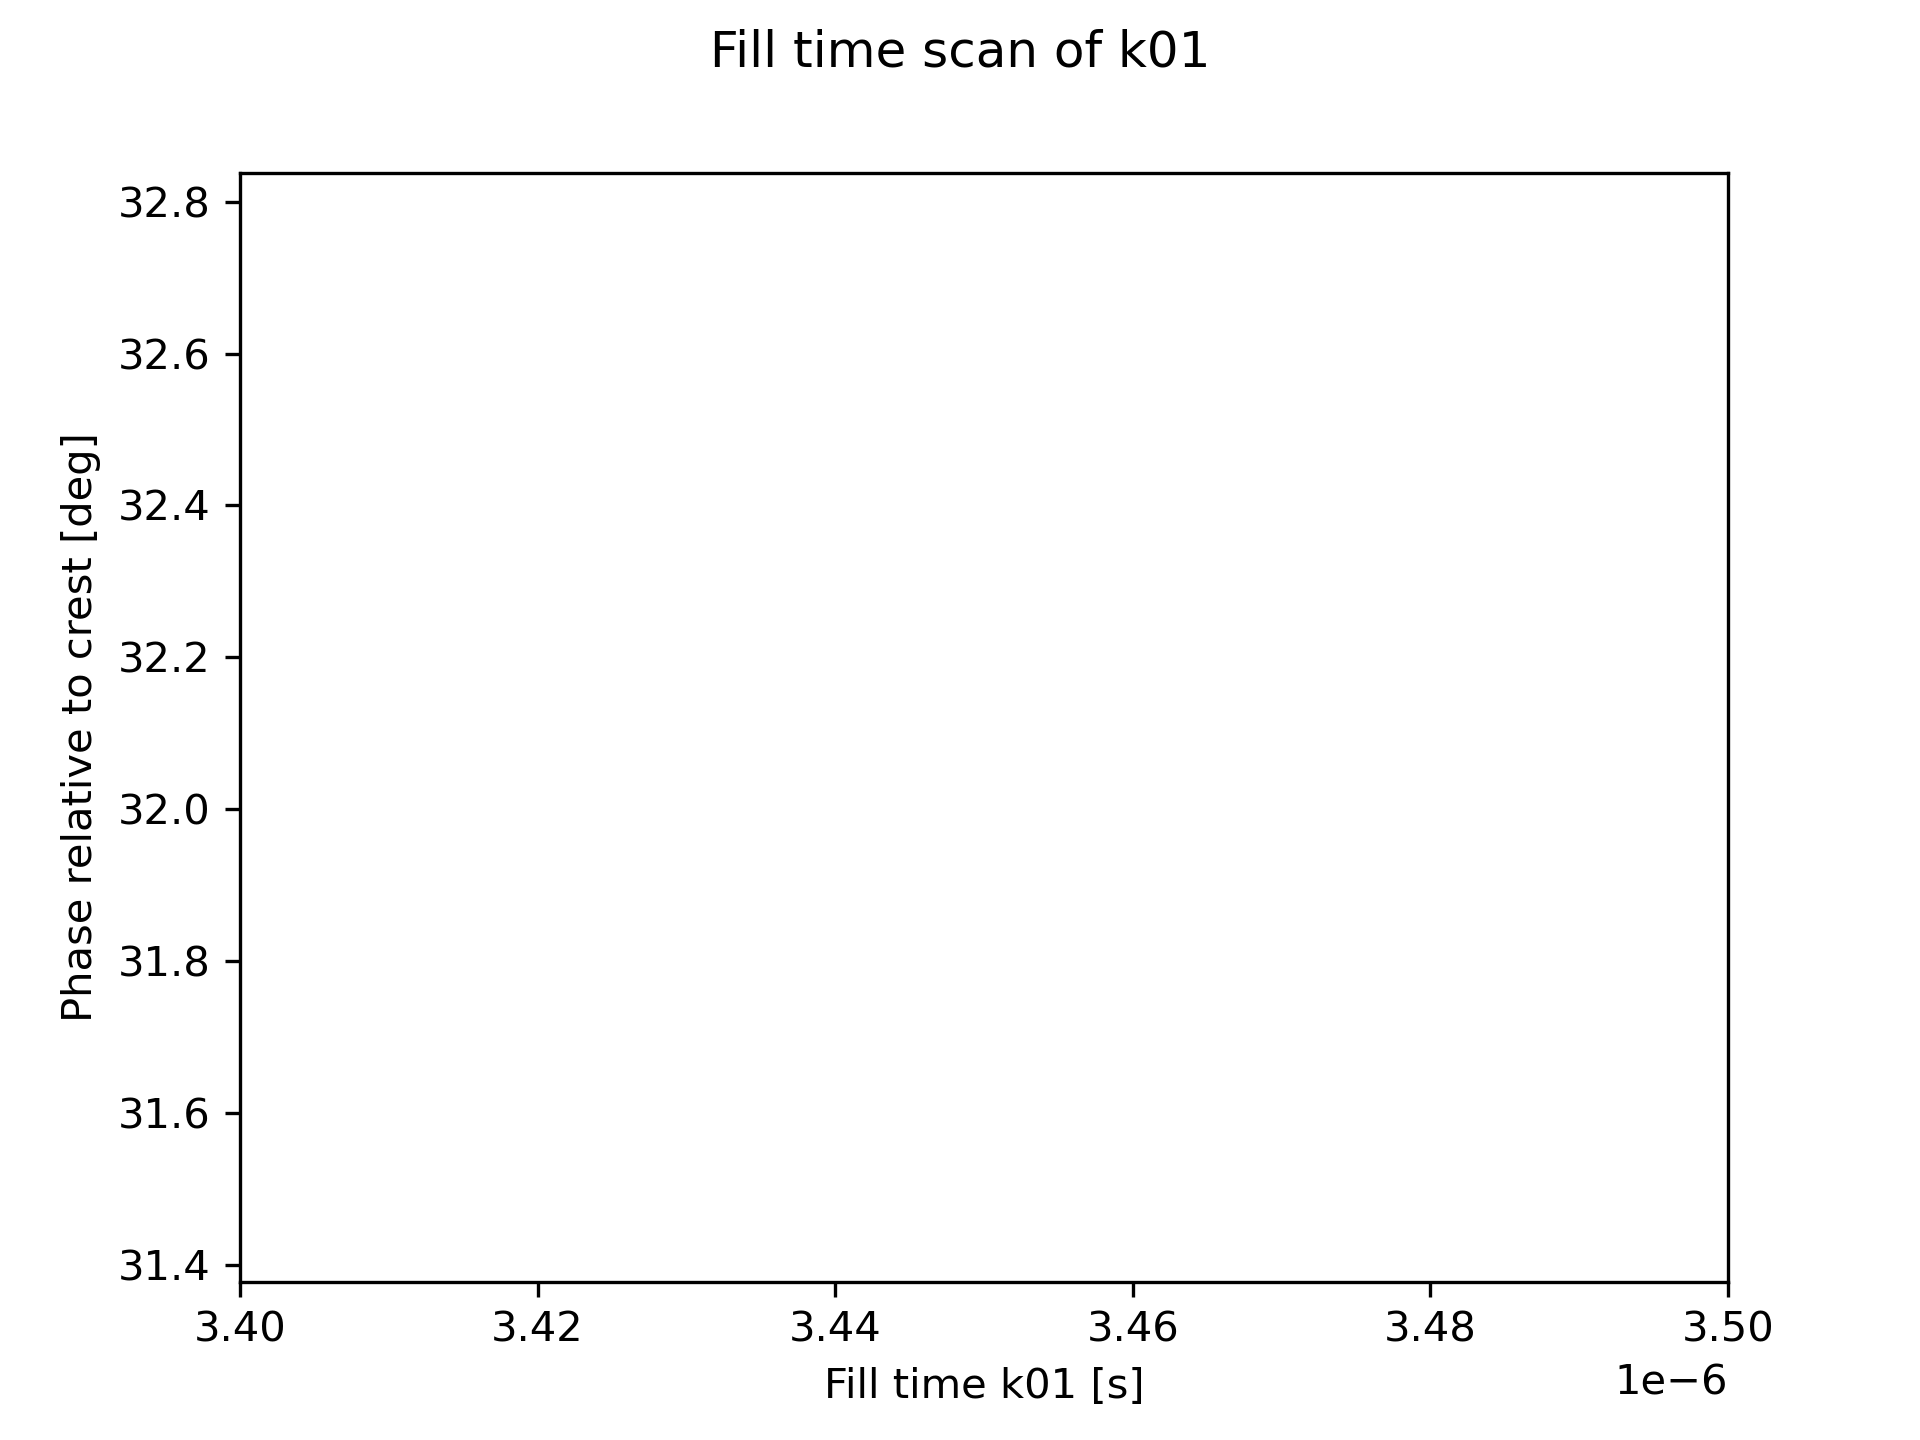 Fill time scan of k01
32.8
32.6
32.4
32.2
32.0
31.8
31.6
31.4
Phase relative to crest [deg]
3.40 3.42 3.44 3.46 3.48 3.50
Fill time k01 [s]
1e−6